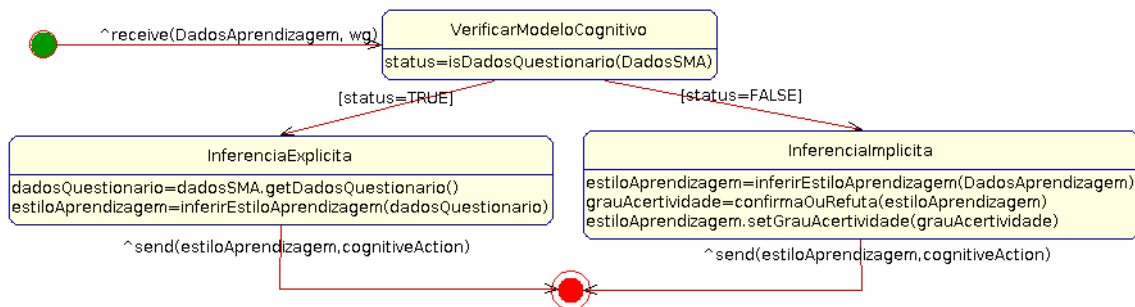 VerificarModeloCognitivo
^receive(DadosAprendizagem, wg)
status=isDadosQuestionario(DadosSMA)
[status=TRUE]
[status=FALSE]
InferenciaExplicita
dadosQuestionario=dadosSMA.getDadosQuestionario()
estiloAprendizagem=inferirEstiloAprendizagem(dadosQuestionario)
InferenciaImplicita
estiloAprendizagem=inferirEstiloAprendizagem(DadosAprendizagem)
grauAcertividade=confirmaOuRefuta(estiloAprendizagem)
estiloAprendizagem.setGrauAcertividade(grauAcertividade)
^send(estiloAprendizagem,cognitiveAction)
^send(estiloAprendizagem,cognitiveAction)